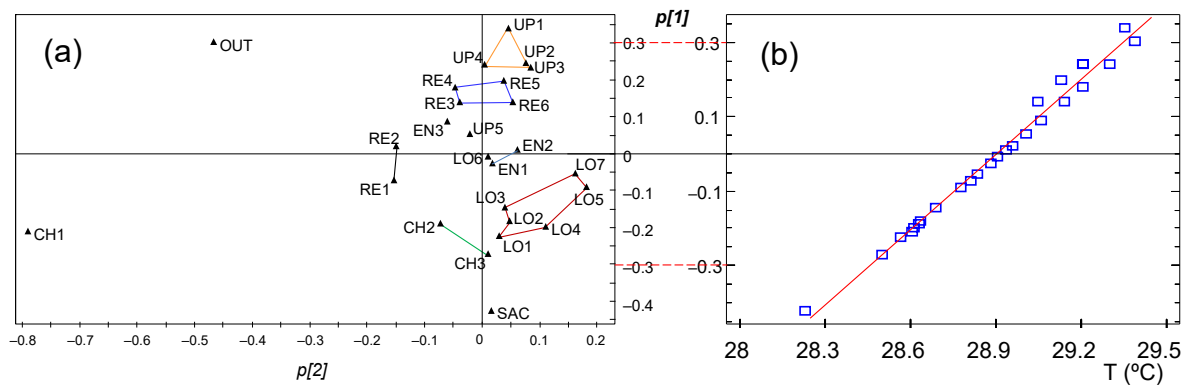 (a)
OUT
UP1
UP4
UP2
UP3
RE4
RE5
RE3
RE6
EN3
UP5
RE2
EN2
LO6
EN1
LO7
RE1
LO3
LO5
CH2
LO2
LO4
CH1
LO1
CH3
SAC
–0.8
–0.7
–0.6
–0.5
–0.4
–0.3
–0.2
–0.1
0
0.1
0.2
p[2]
p[1]
0.3
0.2
0.1
0
–0.1
–0.2
–0.3
–0.4
(b)
0.3
0.1
–0.1
–0.3
28
28.3
28.6
28.9
29.2
29.5
T (ºC)